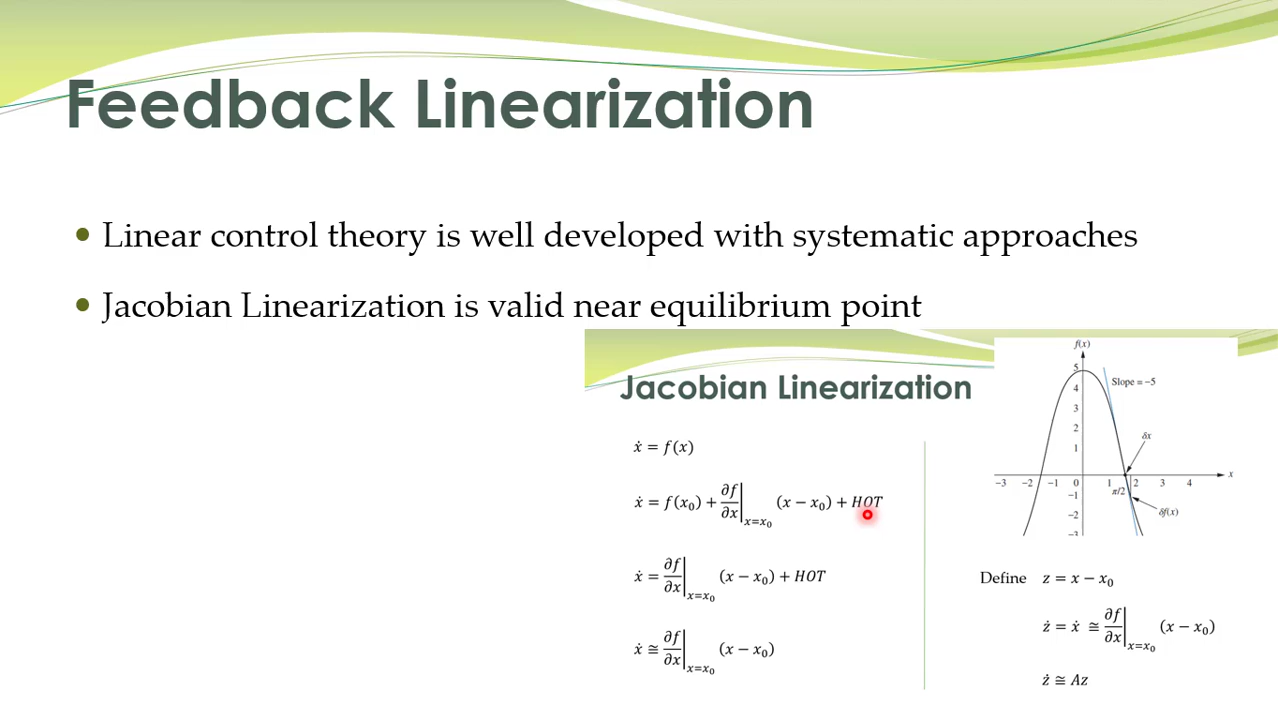 Feedback Linearization
• Linear control theory is well developed with systematic approaches
• Jacobian Linearization is valid near equilibrium point
Jacobian Linearization
ẋ = f(x)
ẋ = f(x₀) + ∂f/∂x|ₓ₌ₓ₀ (x − x₀) + HOT
ẋ = ∂f/∂x|ₓ₌ₓ₀ (x − x₀) + HOT
ẋ ≅ ∂f/∂x|ₓ₌ₓ₀ (x − x₀)
f(x)
5
Slope = −5
4
3
2
δx
1
x
−3 −2 −1 0 1 2 3 4
π/2
−1
δf(x)
−2
−3
Define z = x − x₀
ż = ẋ ≅ ∂f/∂x|ₓ₌ₓ₀ (x − x₀)
ż ≅ Az